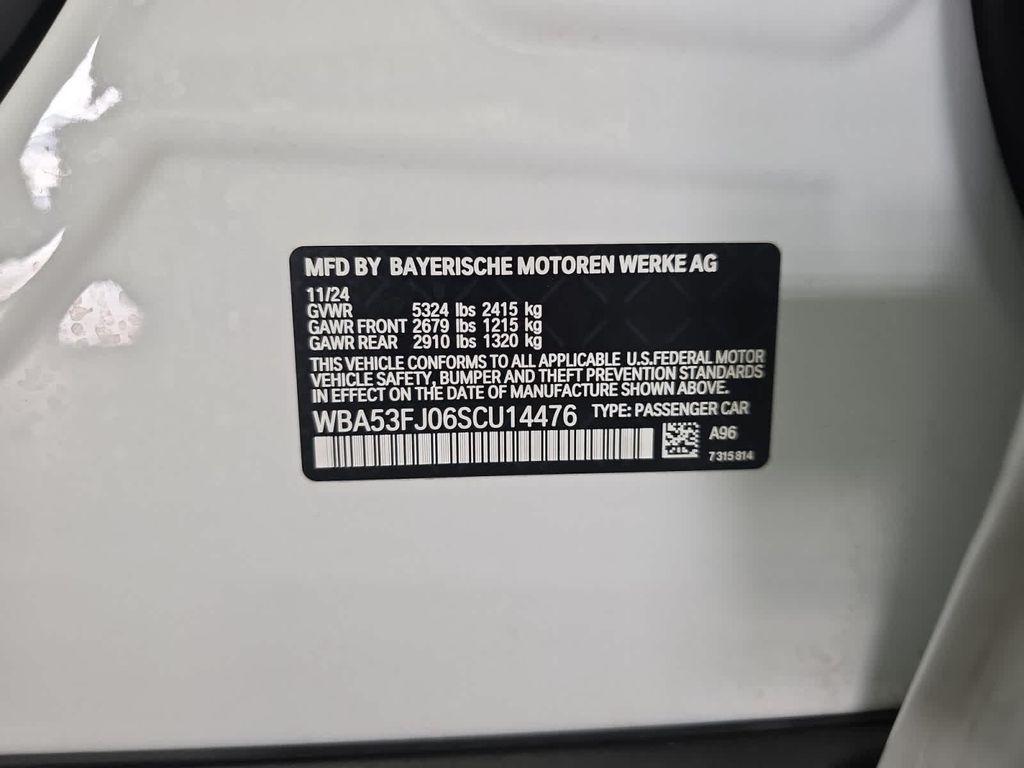 MFD BY BAYERISCHE MOTOREN WERKE AG
11/24
GVWR 5324 lbs 2415 kg
GAWR FRONT 2679 lbs 1215 kg
GAWR REAR 2910 lbs 1320 kg
THIS VEHICLE CONFORMS TO ALL APPLICABLE U.S.FEDERAL MOTOR
VEHICLE SAFETY, BUMPER AND THEFT PREVENTION STANDARDS
IN EFFECT ON THE DATE OF MANUFACTURE SHOWN ABOVE.
WBA53FJ06SCU14476 TYPE: PASSENGER CAR
A96
7315814